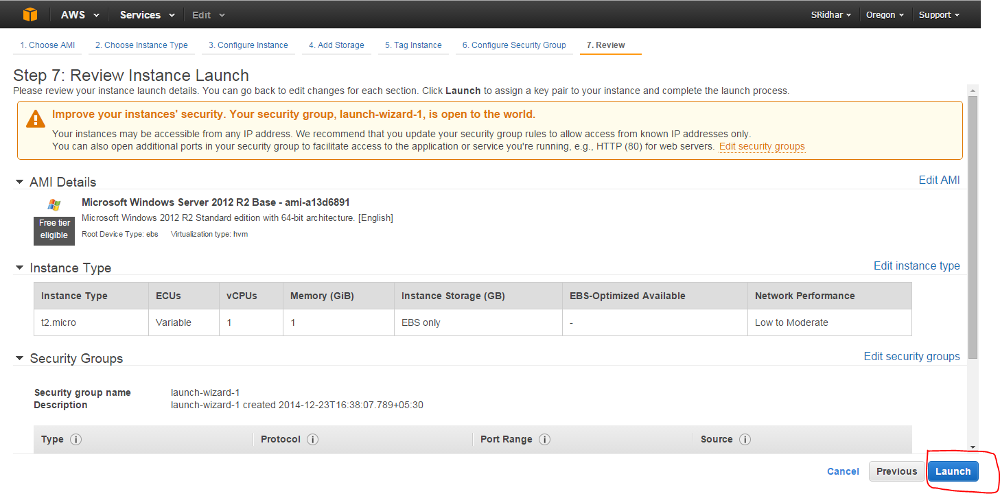 AWS Services Edit SRidhar Oregon Support
1. Choose AMI 2. Choose Instance Type 3. Configure Instance 4. Add Storage 5. Tag Instance 6. Configure Security Group 7. Review
Step 7: Review Instance Launch
Please review your instance launch details. You can go back to edit changes for each section. Click Launch to assign a key pair to your instance and complete the launch process.
Improve your instances' security. Your security group, launch-wizard-1, is open to the world.
Your instances may be accessible from any IP address. We recommend that you update your security group rules to allow access from known IP addresses only.
You can also open additional ports in your security group to facilitate access to the application or service you're running, e.g., HTTP (80) for web servers. Edit security groups
AMI Details Edit AMI
Microsoft Windows Server 2012 R2 Base - ami-a13d6891
Free tier
eligible
Microsoft Windows 2012 R2 Standard edition with 64-bit architecture. [English]
Root Device Type: ebs Virtualization type: hvm
Instance Type Edit instance type
Instance Type ECUs vCPUs Memory (GiB) Instance Storage (GB) EBS-Optimized Available Network Performance
t2.micro Variable 1 1 EBS only - Low to Moderate
Security Groups Edit security groups
Security group name launch-wizard-1
Description launch-wizard-1 created 2014-12-23T16:38:07.789+05:30
Type i Protocol i Port Range i Source i
Cancel Previous Launch